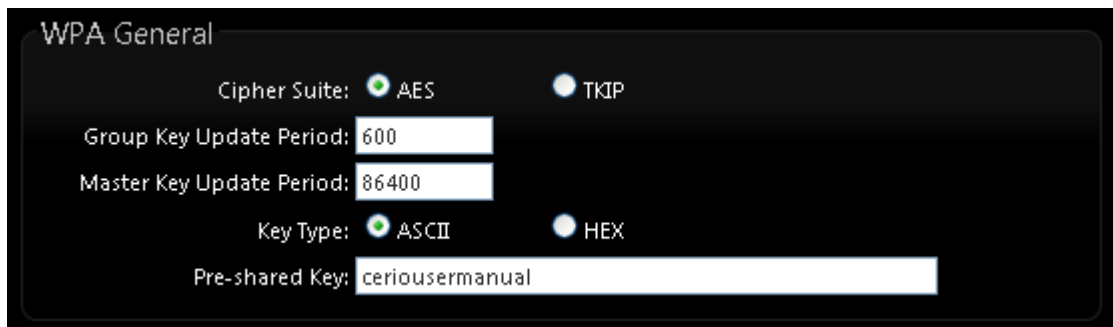 WPA General
Cipher Suite: AES TKIP
Group Key Update Period: 600
Master Key Update Period: 86400
Key Type: ASCII HEX
Pre-shared Key: ceriousermanual